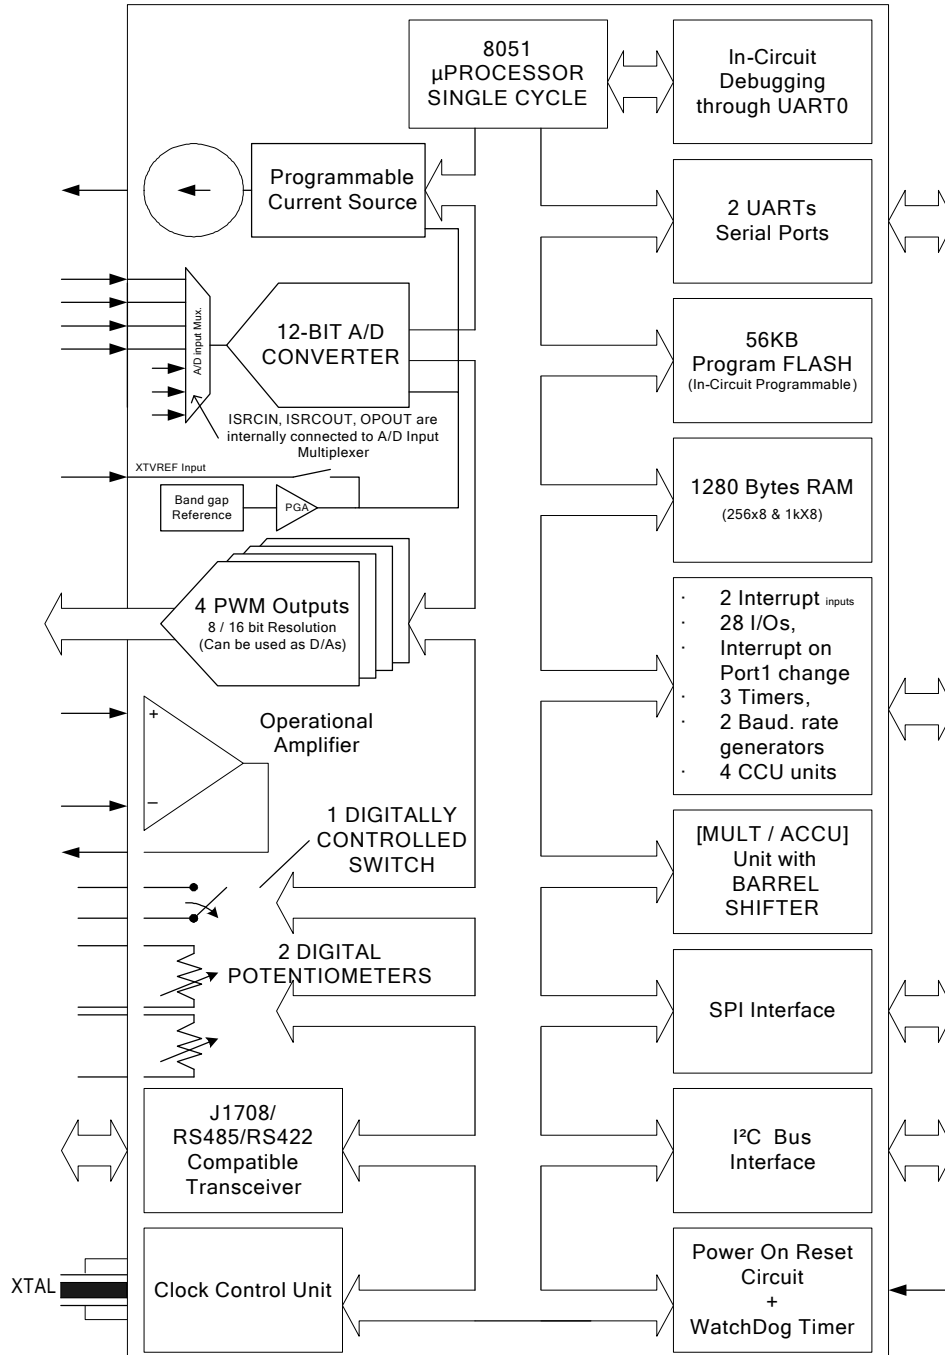 8051
µPROCESSOR
SINGLE CYCLE
In-Circuit
Debugging
through UART0
Programmable
Current Source
2 UARTs
Serial Ports
A/D input Mux.
12-BIT A/D
CONVERTER
56KB
Program FLASH
(In-Circuit Programmable)
ISRCIN, ISRCOUT, OPOUT are
internally connected to A/D Input
Multiplexer
XTVREF Input
Band gap
Reference
PGA
1280 Bytes RAM
(256x8 & 1kX8)
4 PWM Outputs
8 / 16 bit Resolution
(Can be used as D/As)
· 2 Interrupt inputs
· 28 I/Os,
· Interrupt on
Port1 change
· 3 Timers,
· 2 Baud. rate
generators
· 4 CCU units
+
−
Operational
Amplifier
1 DIGITALLY
CONTROLLED
SWITCH
[MULT / ACCU]
Unit with
BARREL
SHIFTER
2 DIGITAL
POTENTIOMETERS
SPI Interface
J1708/
RS485/RS422
Compatible
Transceiver
I²C Bus
Interface
XTAL
Clock Control Unit
Power On Reset
Circuit
+
WatchDog Timer